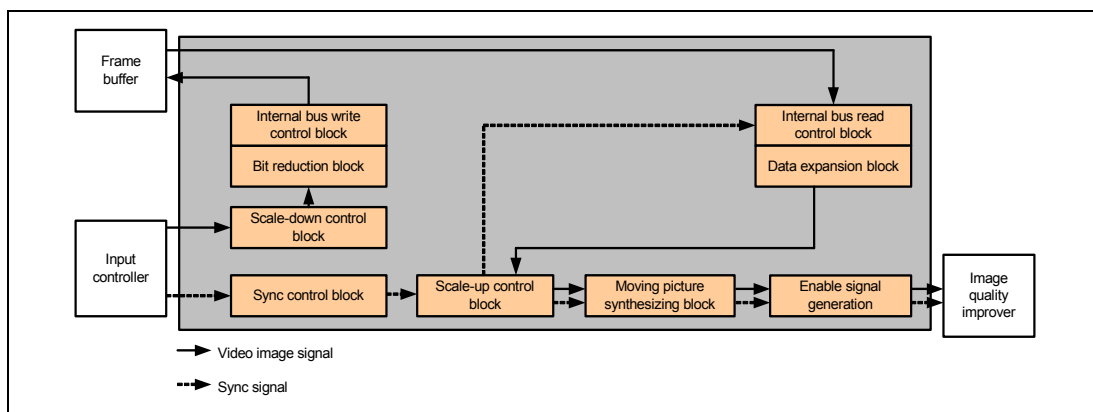 Frame
buffer
Internal bus write
control block
Bit reduction block
Internal bus read
control block
Data expansion block
Scale-down control
block
Input
controller
Sync control block
Scale-up control
block
Moving picture
synthesizing block
Enable signal
generation
Image
quality
improver
Video image signal
Sync signal